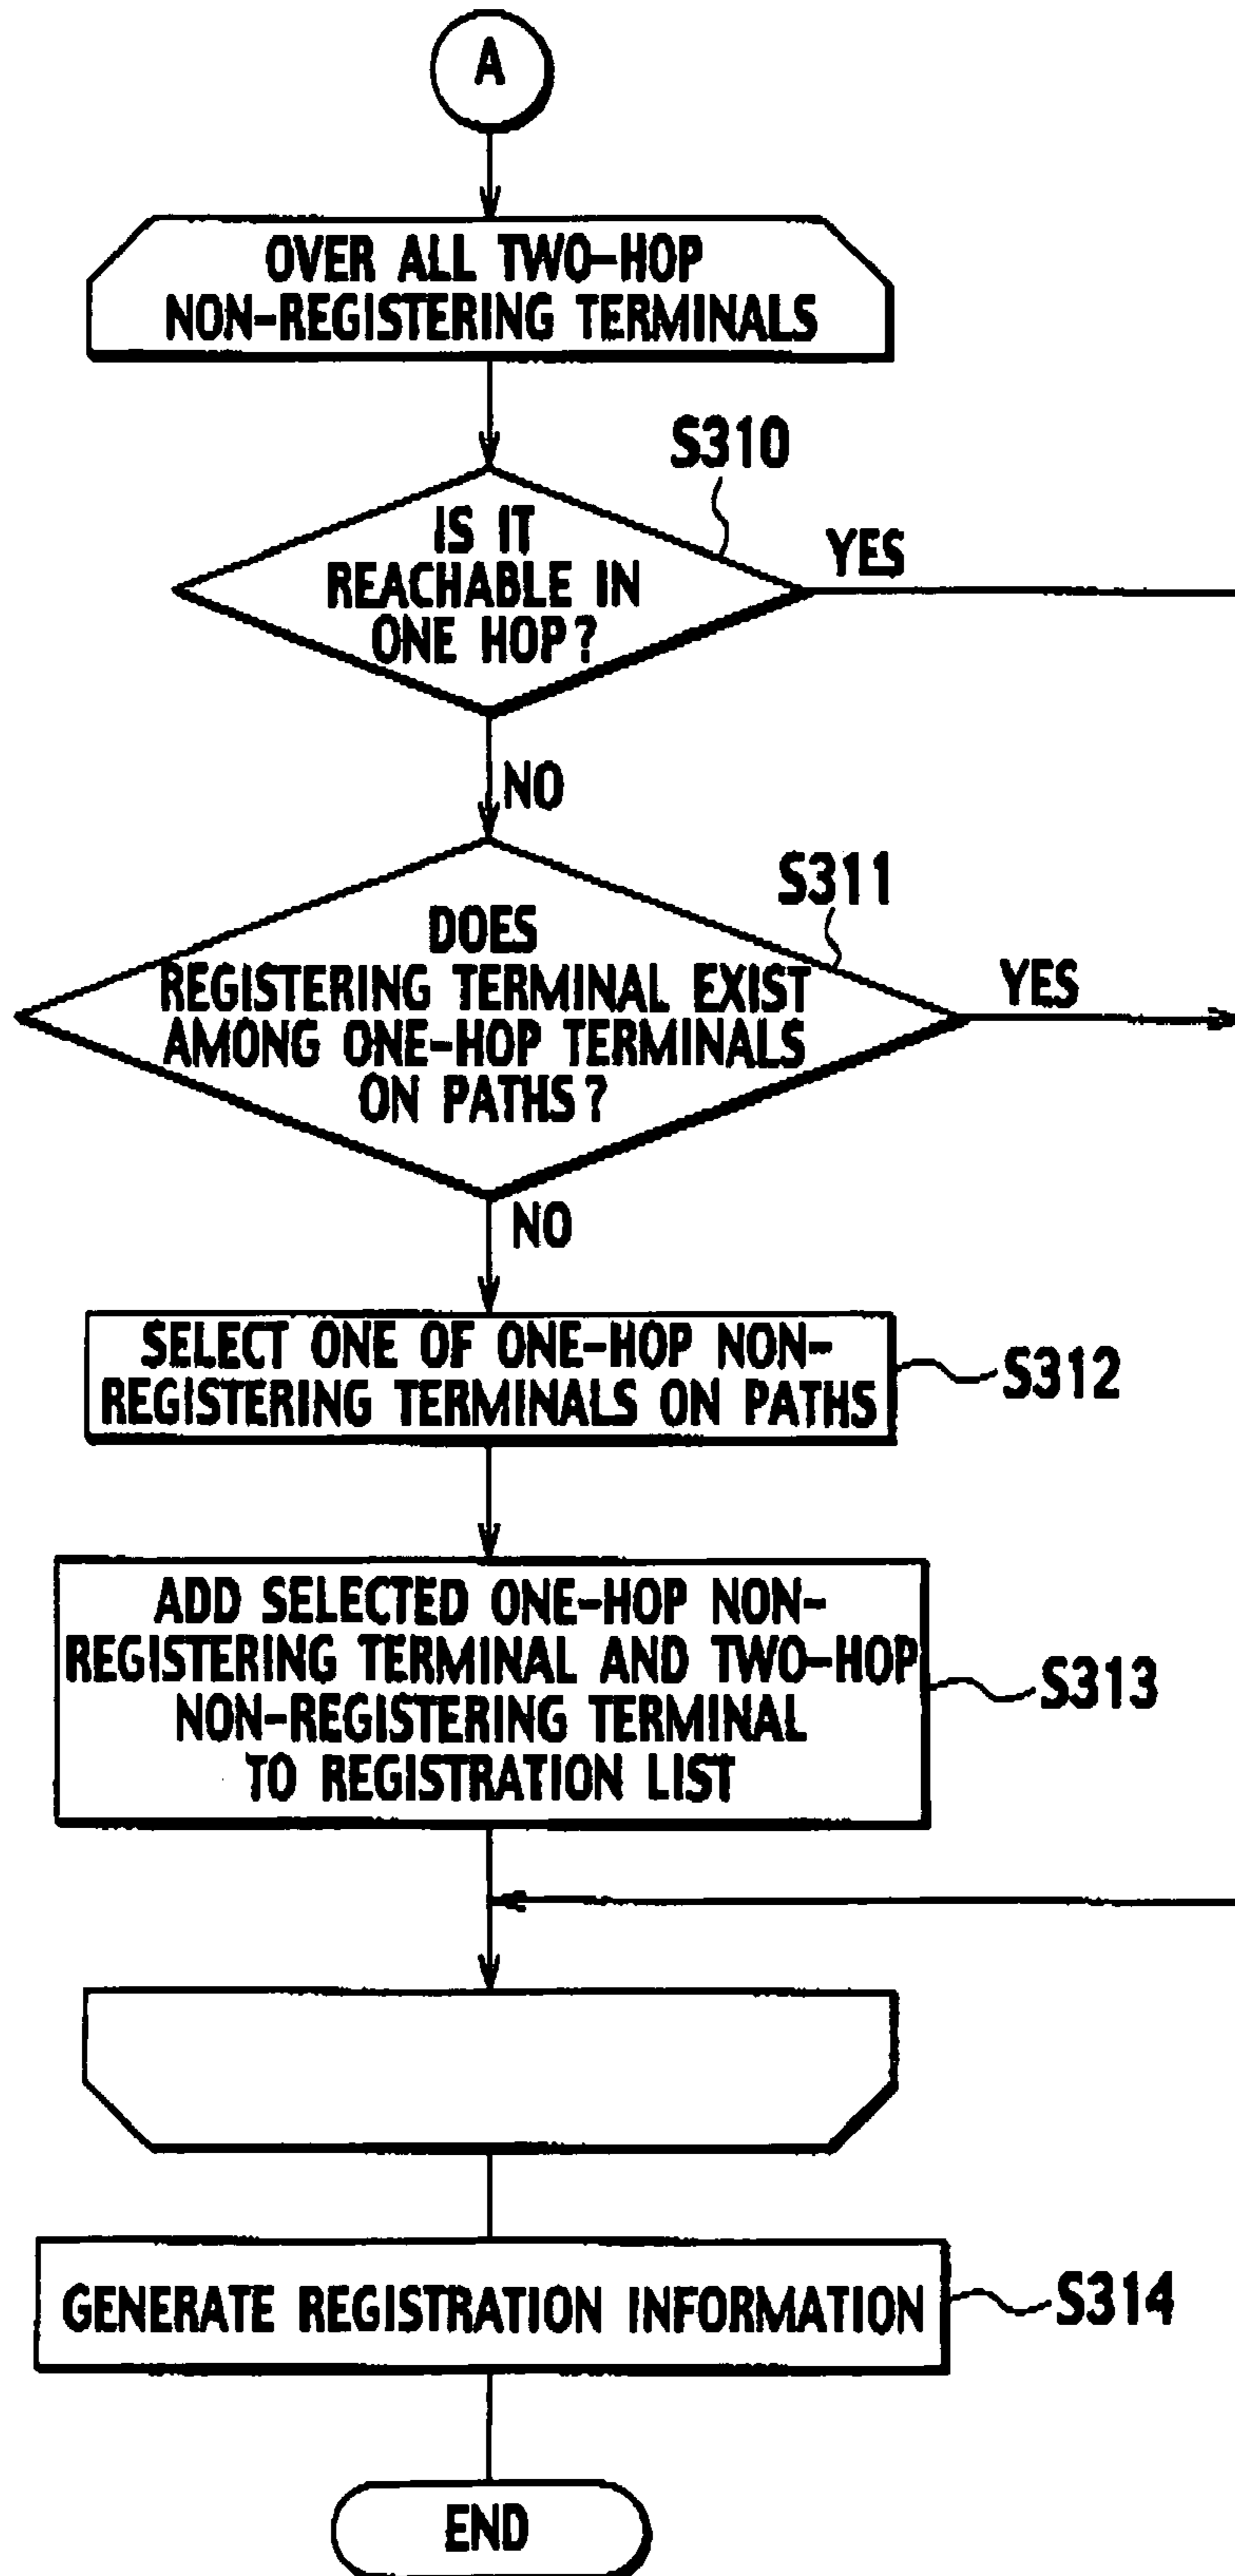 A
OVER ALL TWO-HOP
NON-REGISTERING TERMINALS
S310
IS IT
REACHABLE IN
ONE HOP?
YES
NO
S311
DOES
REGISTERING TERMINAL EXIST
AMONG ONE-HOP TERMINALS
ON PATHS?
YES
NO
SELECT ONE OF ONE-HOP NON-
REGISTERING TERMINALS ON PATHS
S312
ADD SELECTED ONE-HOP NON-
REGISTERING TERMINAL AND TWO-HOP
NON-REGISTERING TERMINAL
TO REGISTRATION LIST
S313
GENERATE REGISTRATION INFORMATION
S314
END